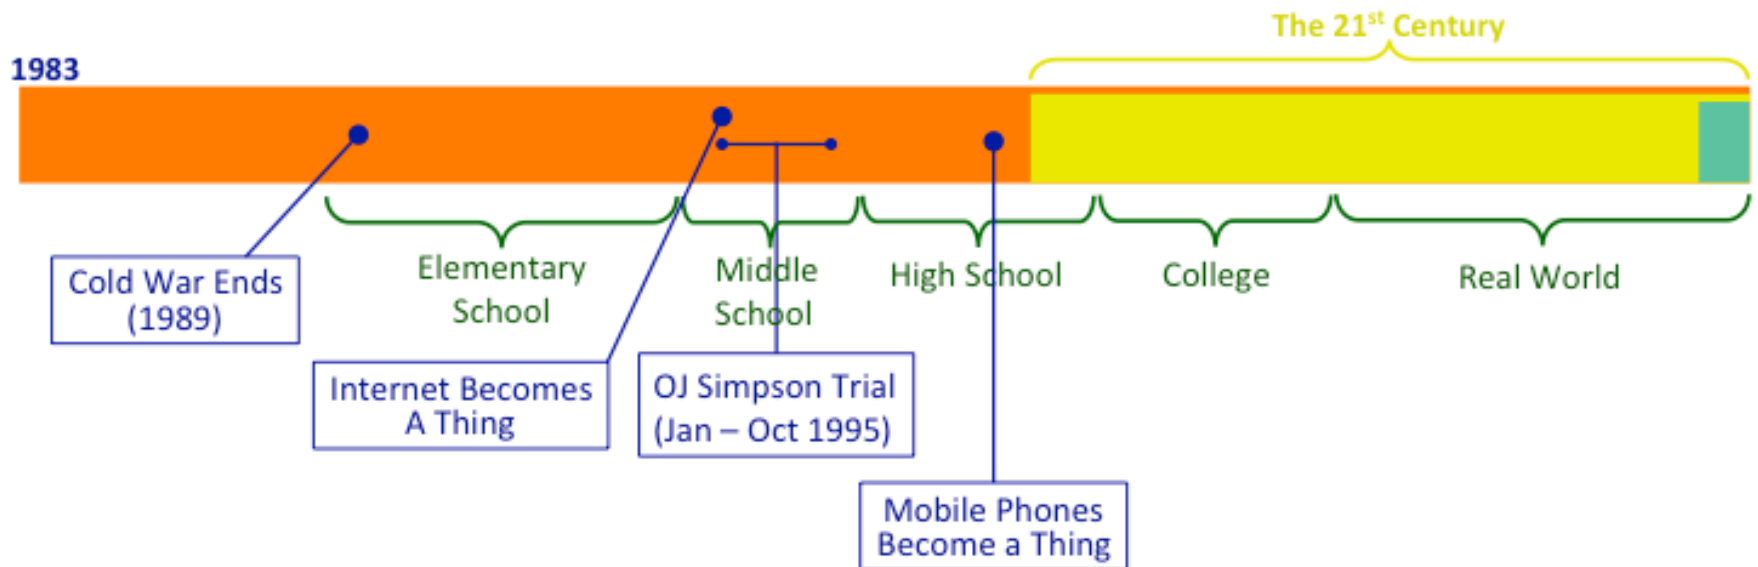 The 21st Century
1983
Elementary
School
Middle
School
High School
College
Real World
Cold War Ends
(1989)
Internet Becomes
A Thing
OJ Simpson Trial
(Jan – Oct 1995)
Mobile Phones
Become a Thing